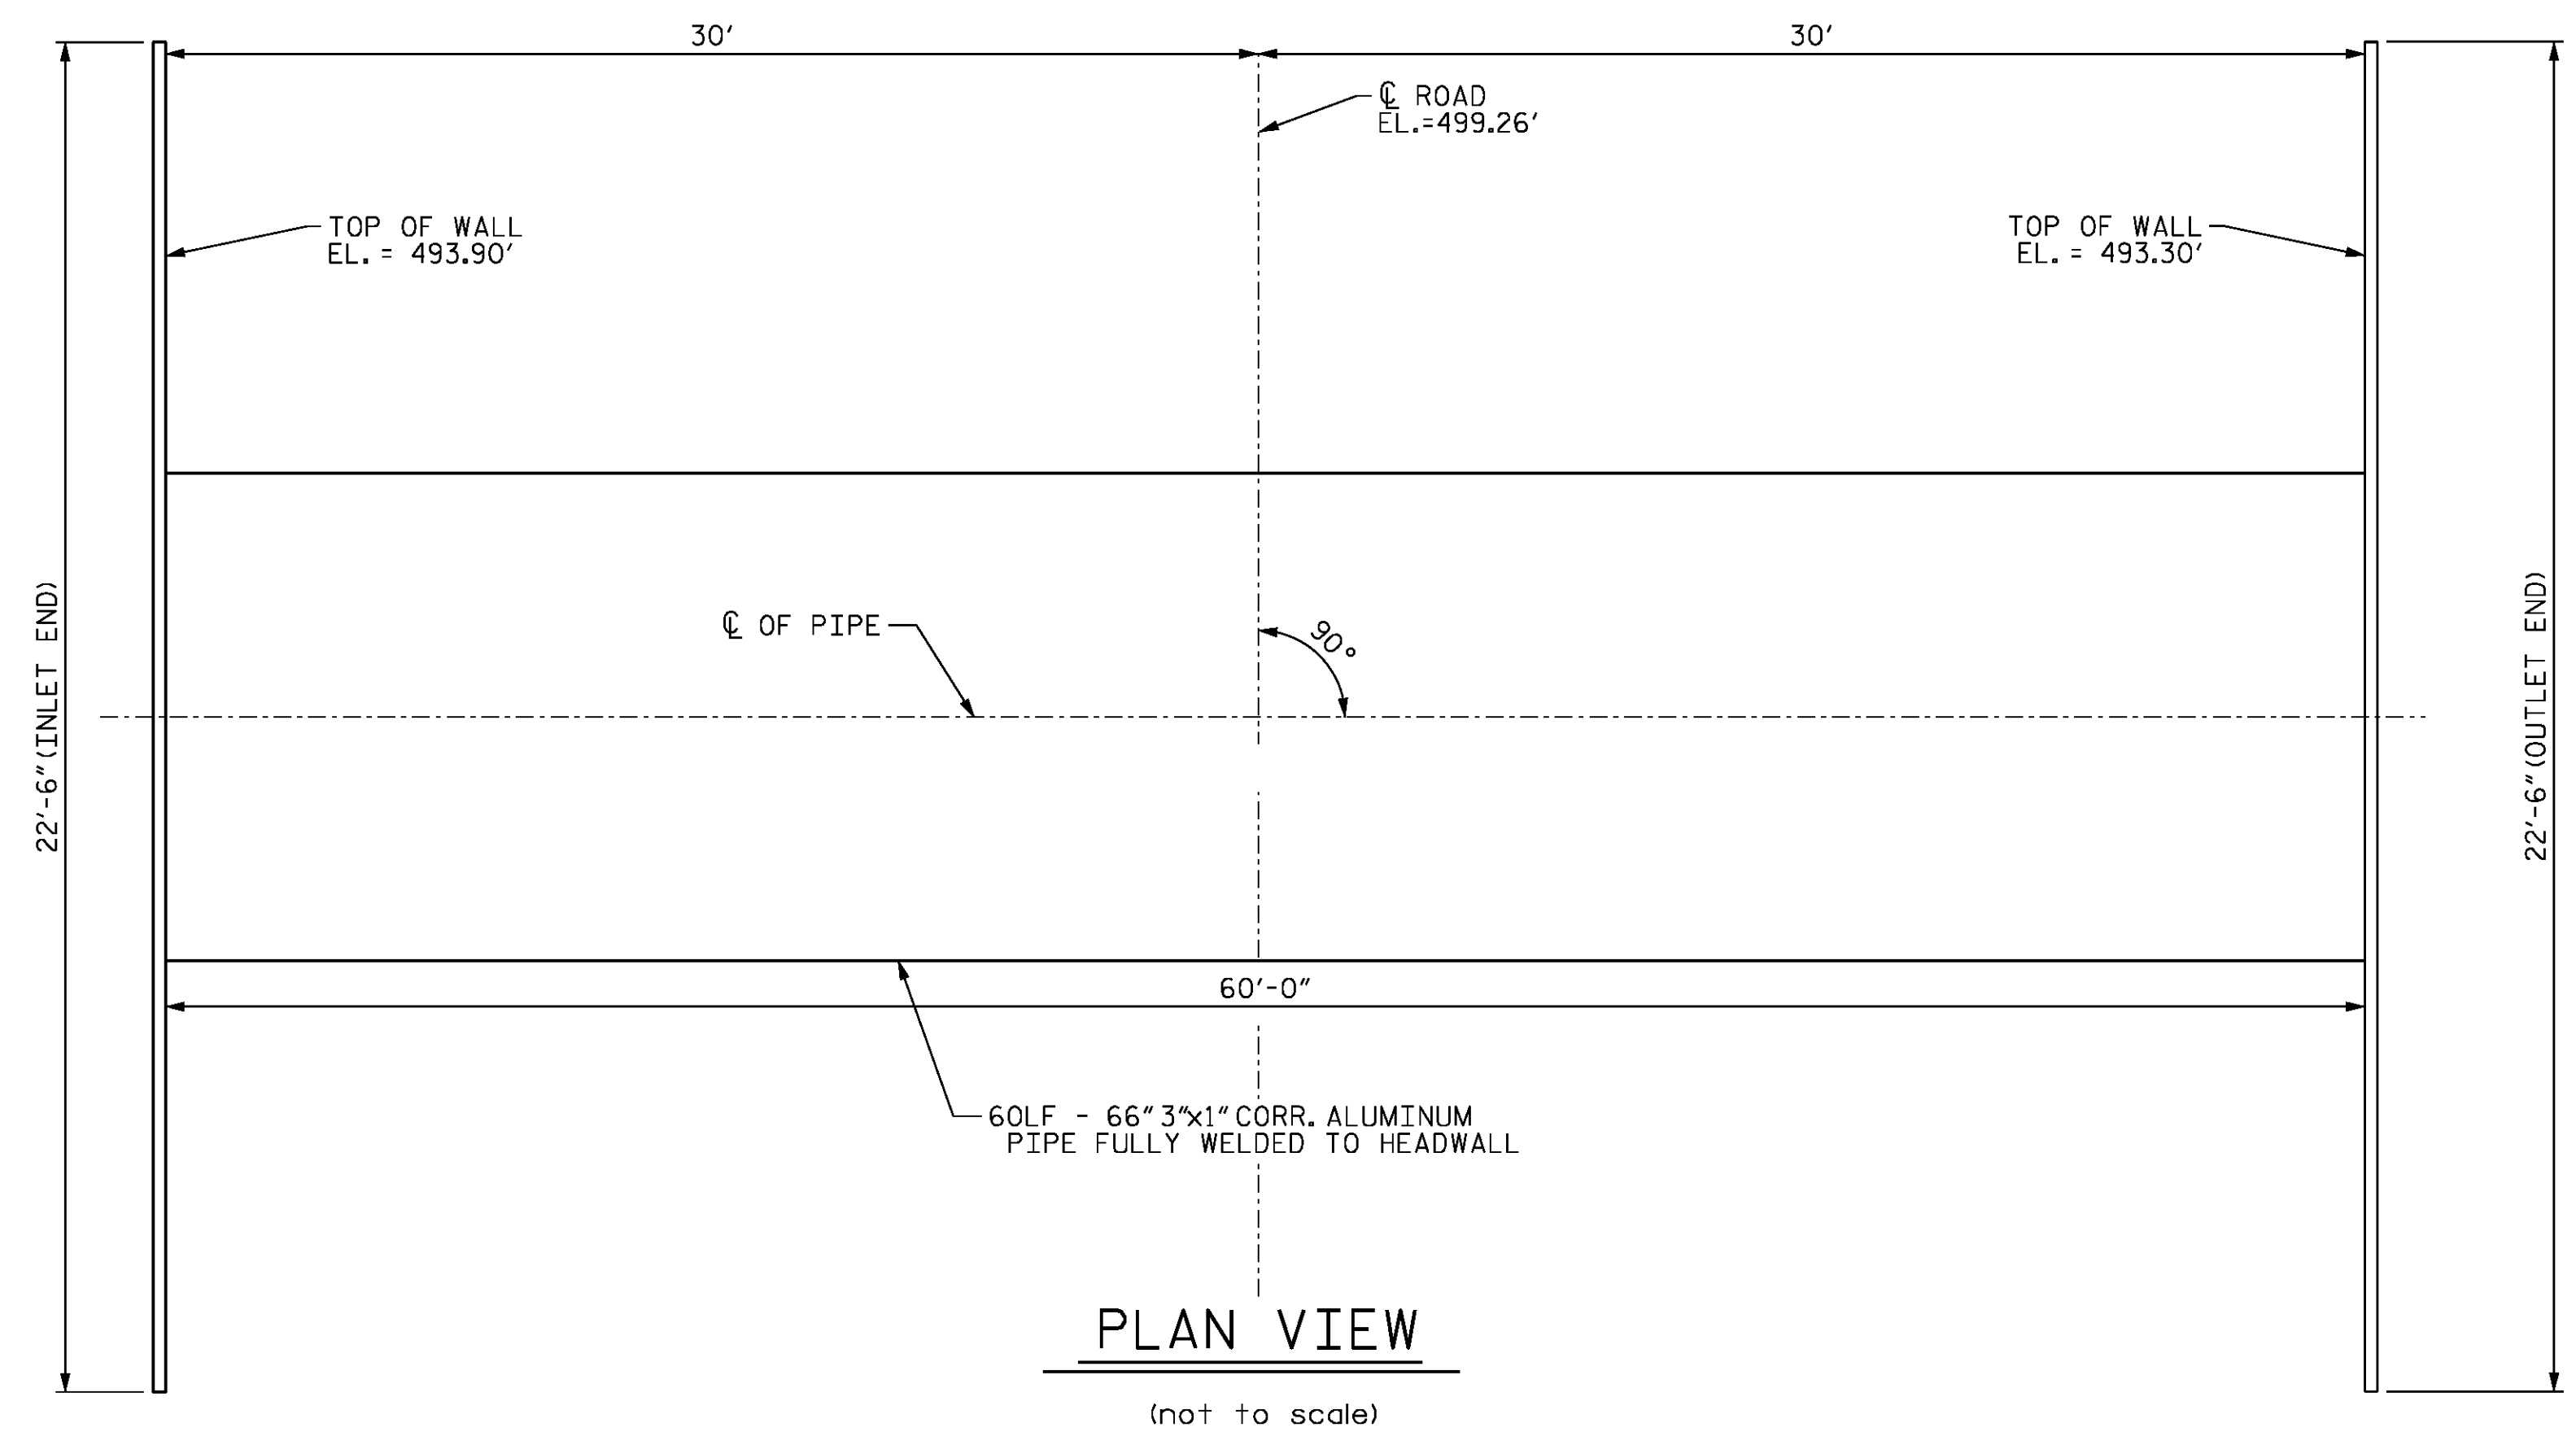 30' 30'
℄ ROAD
EL.=499.26'
TOP OF WALL
EL. = 493.90'
TOP OF WALL
EL. = 493.30'
℄ OF PIPE
90°
22'-6"(INLET END)
22'-6"(OUTLET END)
60'-0"
60LF - 66"3"x1"CORR. ALUMINUM
PIPE FULLY WELDED TO HEADWALL
PLAN VIEW
(not to scale)